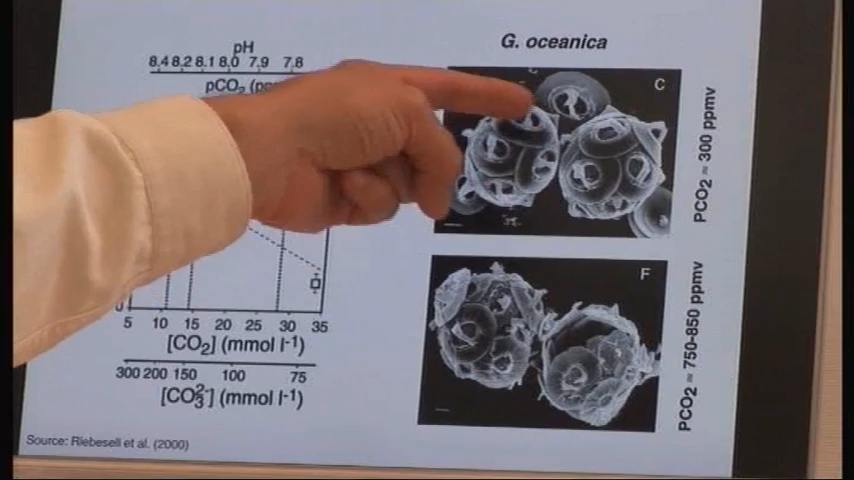 pH
8.4 8.2 8.1 8.0 7.9 7.8
pCO2
G. oceanica
C
PCO2 ≈ 300 ppmv
F
PCO2 ≈ 750-850 ppmv
0
5 10 15 20 25 30 35
[CO2] (mmol l-1)
300 200 150 100 75
[CO3 2-] (mmol l-1)
Source: Riebesell et al. (2000)